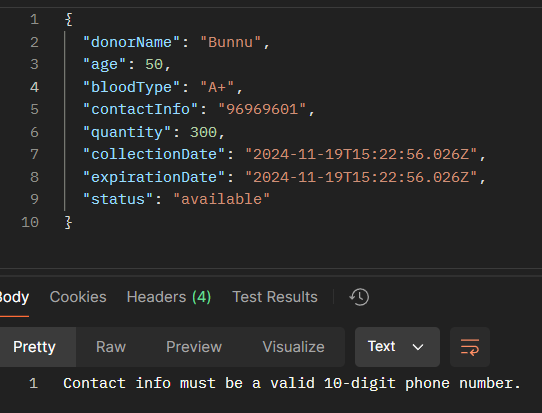 1 {
2 "donorName": "Bunnu",
3 "age": 50,
4 "bloodType": "A+",
5 "contactInfo": "96969601",
6 "quantity": 300,
7 "collectionDate": "2024-11-19T15:22:56.026Z",
8 "expirationDate": "2024-11-19T15:22:56.026Z",
9 "status": "available"
10 }
Body Cookies Headers (4) Test Results
Pretty Raw Preview Visualize Text
1 Contact info must be a valid 10-digit phone number.